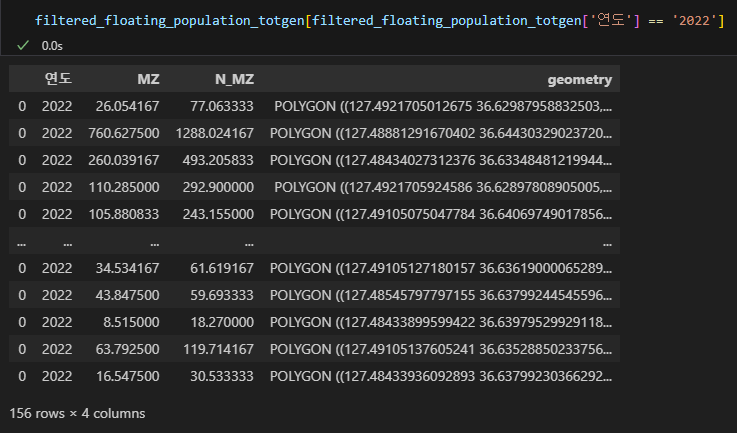 filtered_floating_population_totgen[filtered_floating_population_totgen['연도'] == '2022']
0.0s
연도 MZ N_MZ geometry
0 2022 26.054167 77.063333 POLYGON ((127.4921705012675 36.62987958832503,...
0 2022 760.627500 1288.024167 POLYGON ((127.48881291670402 36.64430329023720...
0 2022 260.039167 493.205833 POLYGON ((127.48434027312376 36.63348481219944...
0 2022 110.285000 292.900000 POLYGON ((127.4921705924586 36.62897808905005,...
0 2022 105.880833 243.155000 POLYGON ((127.49105075047784 36.64069749017856...
... ... ... ... ...
0 2022 34.534167 61.619167 POLYGON ((127.49105127180157 36.63619000065289...
0 2022 43.847500 59.693333 POLYGON ((127.48545797797155 36.63799244545596...
0 2022 8.515000 18.270000 POLYGON ((127.48433899599422 36.63979529929118...
0 2022 63.792500 119.714167 POLYGON ((127.49105137605241 36.63528850233756...
0 2022 16.547500 30.533333 POLYGON ((127.48433936092893 36.63799230366292...
156 rows × 4 columns